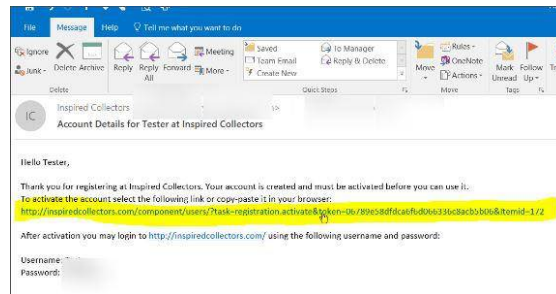 File Message Help Tell me what you want to do
Ignore
Junk
Delete Archive
Reply Reply All Forward
Meeting
More
Saved
Team Email
Create New
To Manager
Reply & Delete
Move
Rules
OneNote
Actions
Mark Unread
Follow Up
Delete Quick Steps Move Tags
IC
Inspired Collectors
Account Details for Tester at Inspired Collectors
Hello Tester,
Thank you for registering at Inspired Collectors. Your account is created and must be activated before you can use it.
To activate the account select the following link or copy-paste it in your browser:
http://inspiredcollectors.com/component/users/?task=registration.activate&token=06789e58dfdca6f6d066336c8acb5b06&Itemid=172
After activation you may login to http://inspiredcollectors.com/ using the following username and password:
Username:
Password: